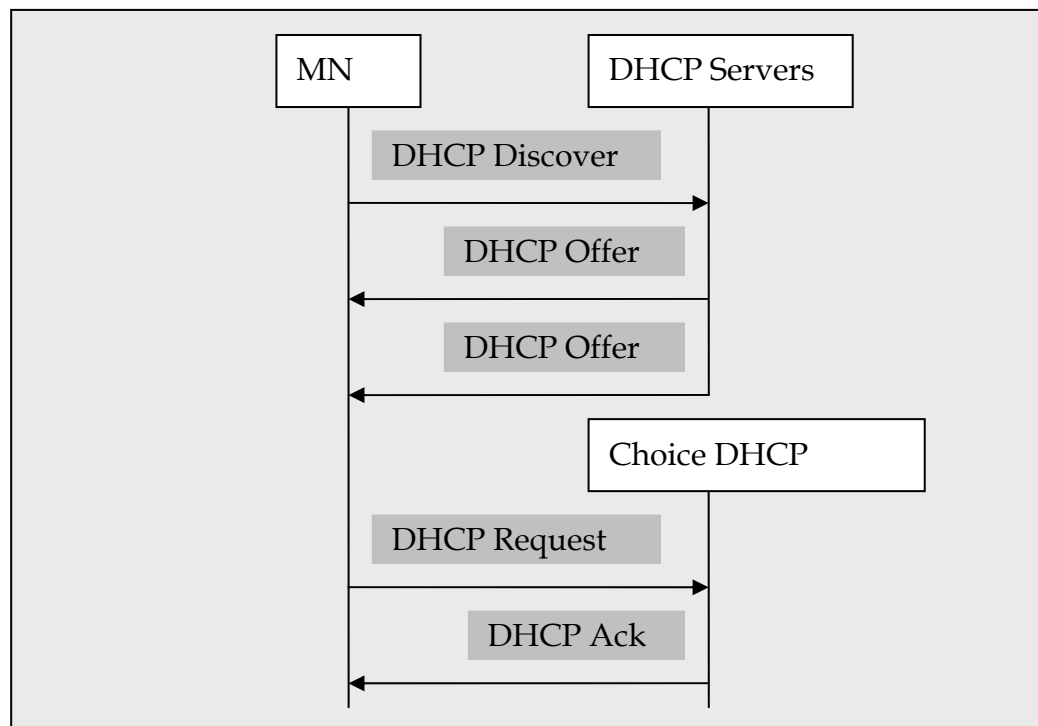 MN
DHCP Servers
DHCP Discover
DHCP Offer
DHCP Offer
Choice DHCP
DHCP Request
DHCP Ack